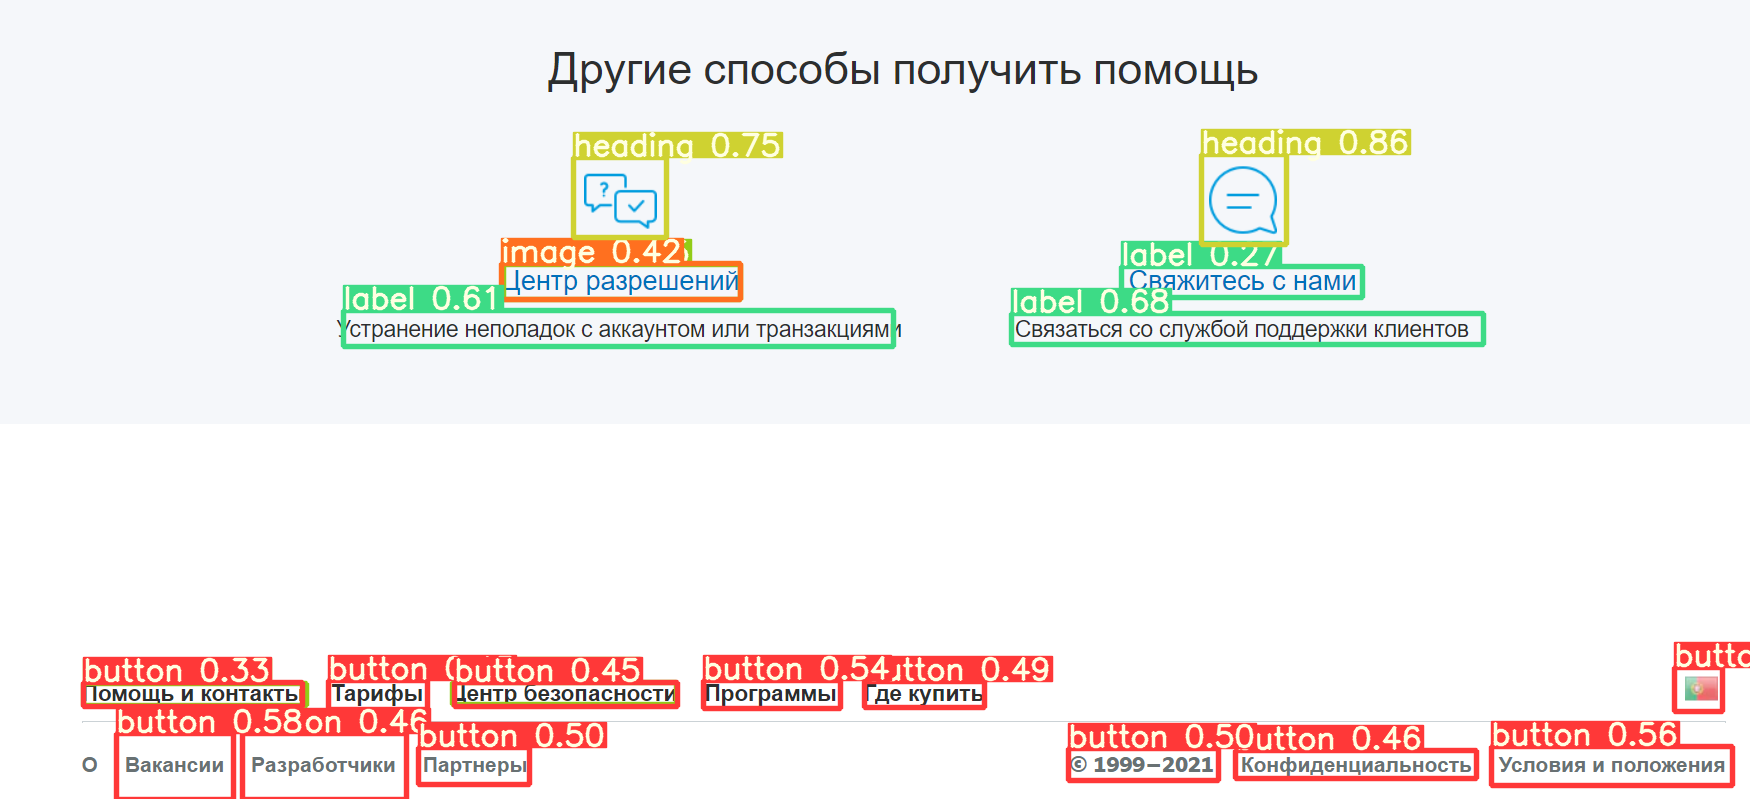 Другие способы получить помощь
heading 0.75
heading 0.86
?
image 0.42
label 0.27
Центр разрешений
Свяжитесь с нами
label 0.61
label 0.68
Устранение неполадок с аккаунтом или транзакциями
Связаться со службой поддержки клиентов
button 0.33
button
button 0.45
button 0.54
utton 0.49
butto
Помощь и контакты
Тарифы
Центр безопасности
Программы
Где купить
button 0.58
on 0.46
button 0.50
button 0.50
utton 0.46
button 0.56
О
Вакансии
Разработчики
Партнеры
© 1999–2021
Конфиденциальность
Условия и положения